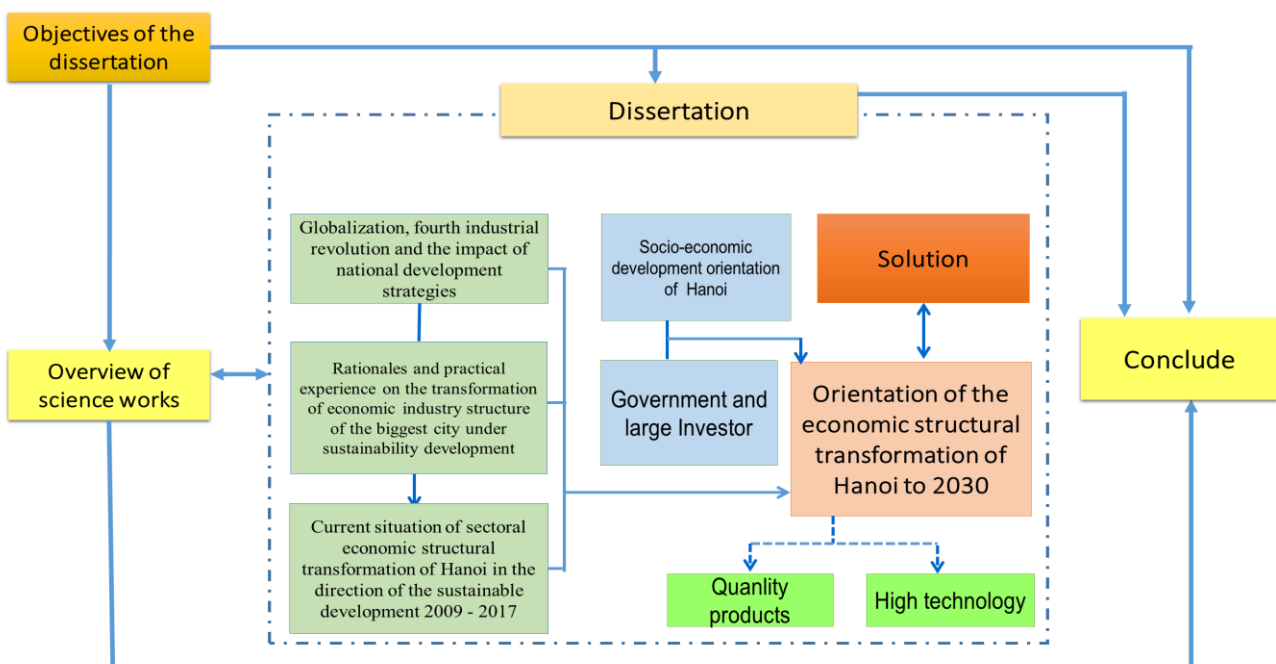 Objectives of the
dissertation
Dissertation
Globalization, fourth industrial
revolution and the impact of
national development
strategies
Socio-economic
development orientation
of Hanoi
Solution
Overview of
science works
Rationales and practical
experience on the transformation
of economic industry structure
of the biggest city under
sustainability development
Government and
large Investor
Orientation of the
economic structural
transformation of
Hanoi to 2030
Conclude
Current situation of sectoral
economic structural
transformation of Hanoi in the
direction of the sustainable
development 2009 - 2017
Quanlity
products
High technology